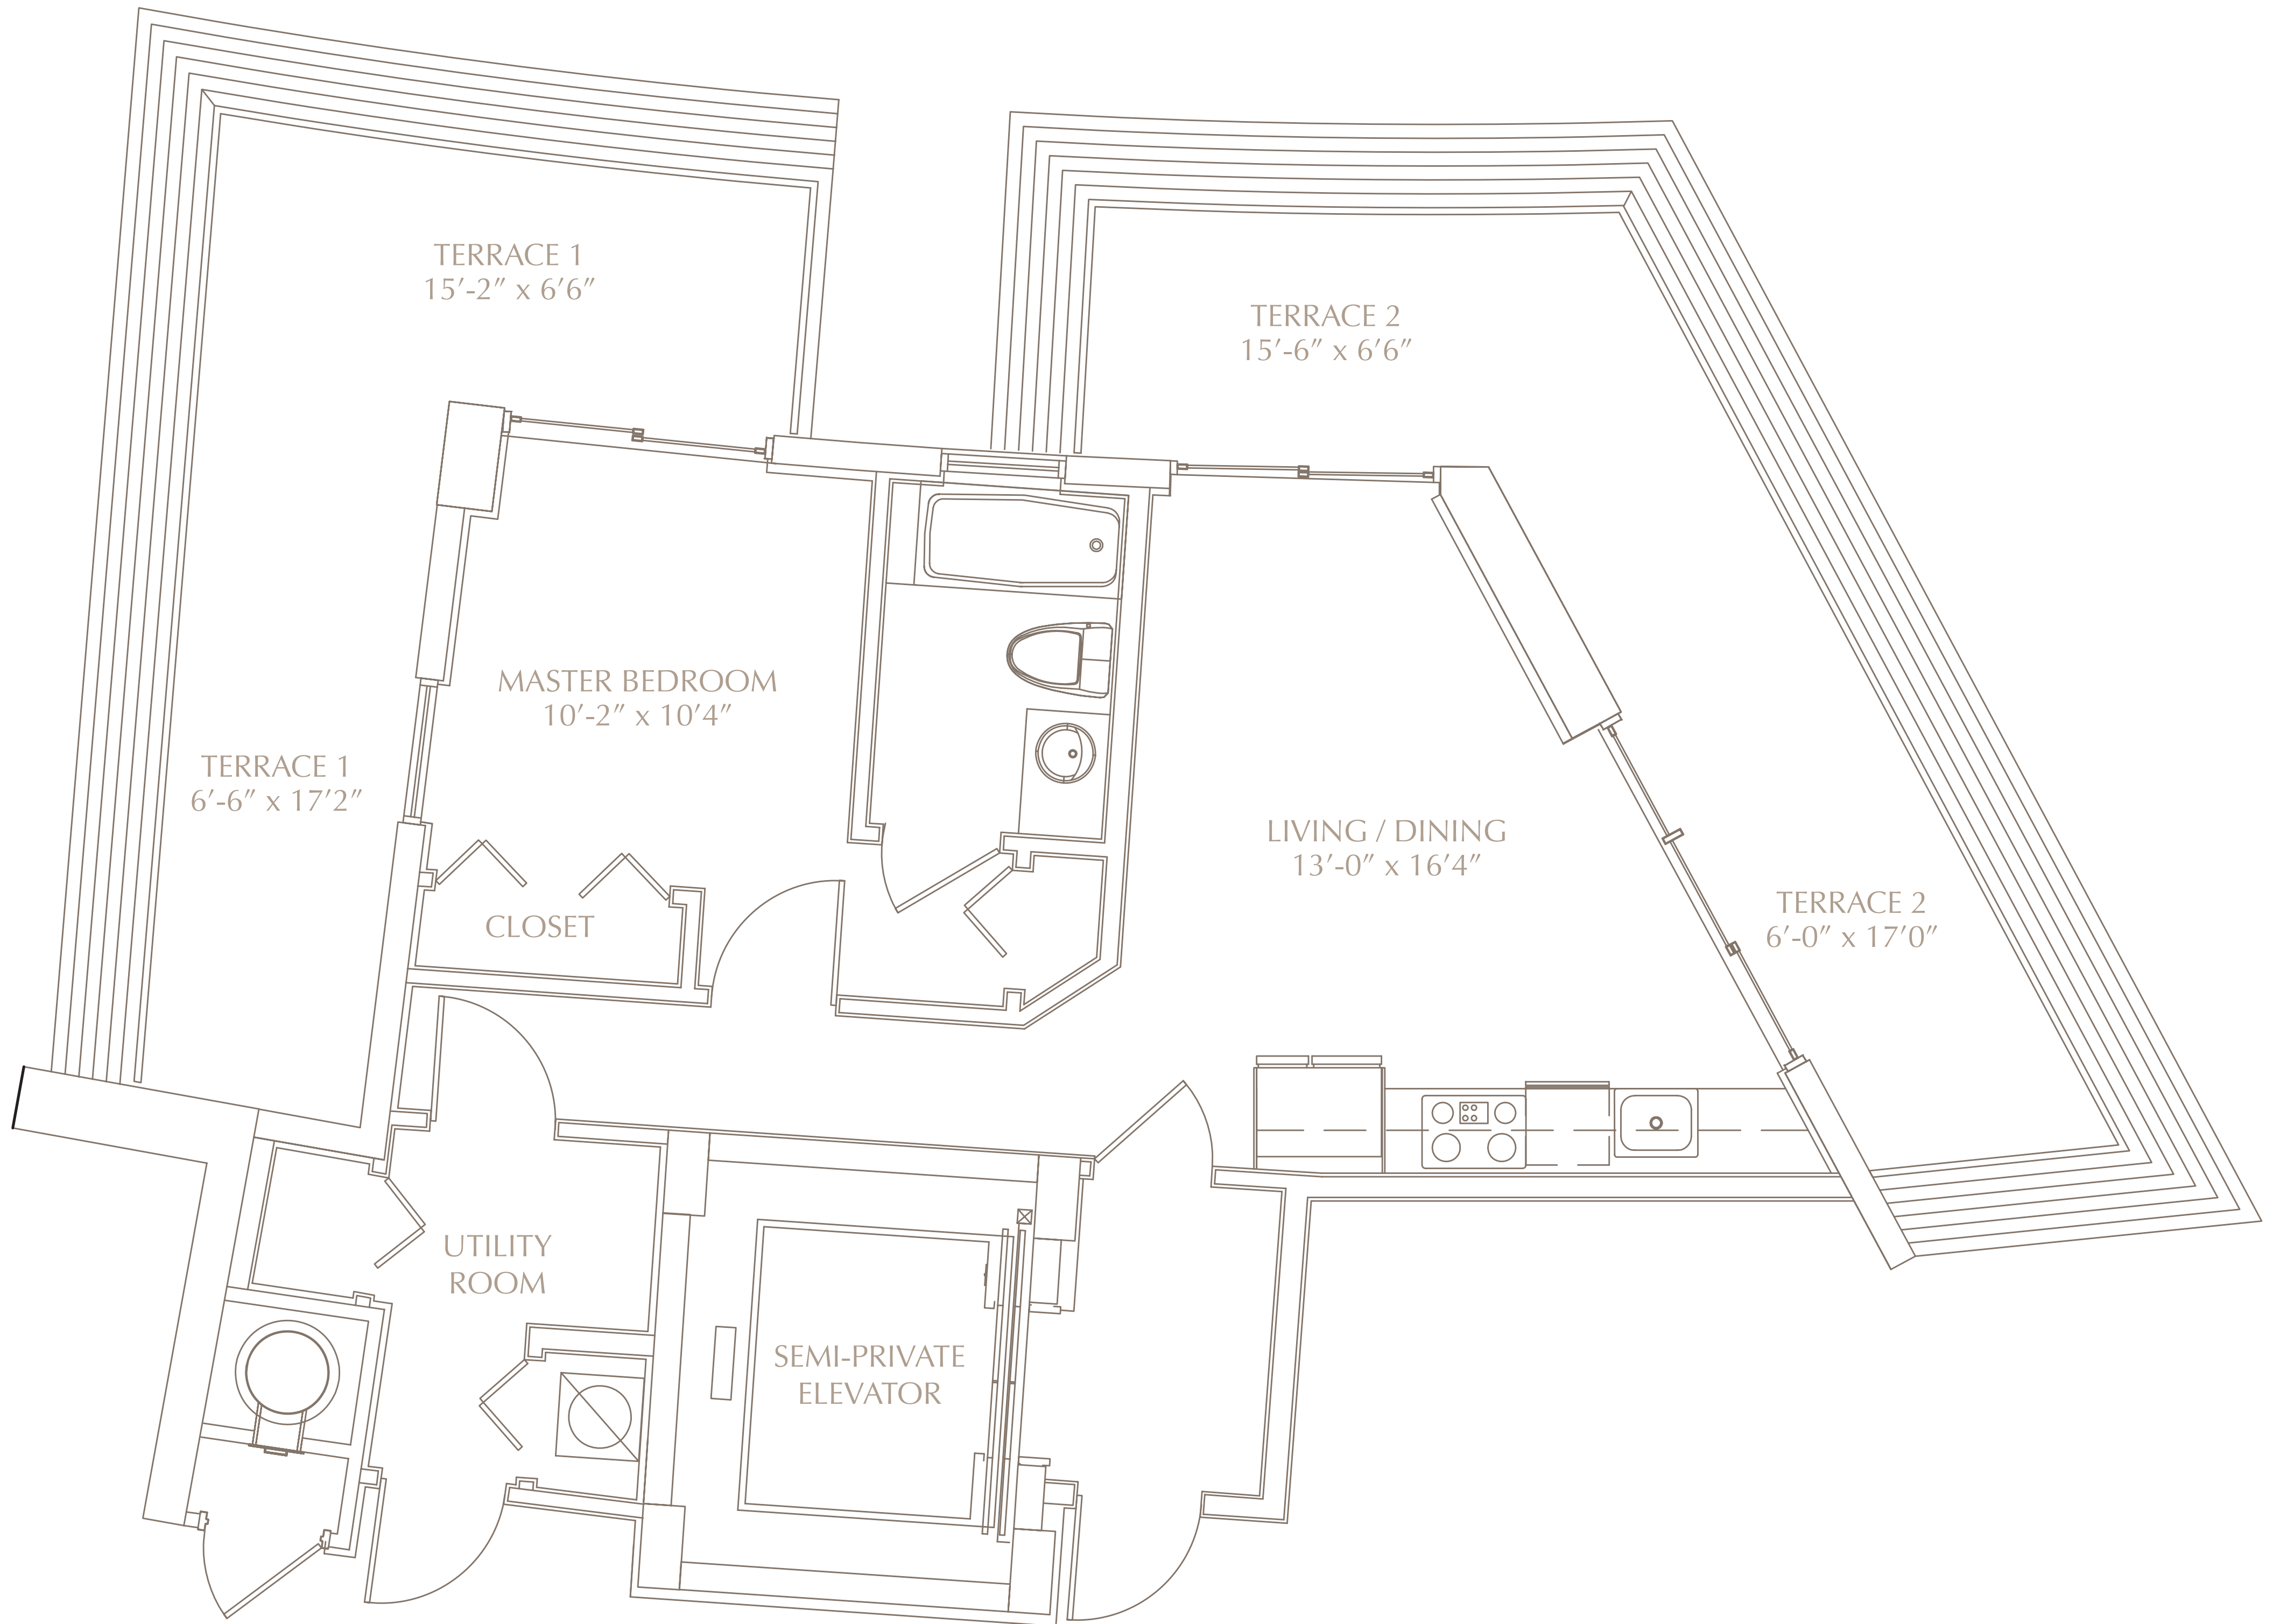 TERRACE 1
15′-2″ x 6′6″
TERRACE 2
15′-6″ x 6′6″
MASTER BEDROOM
10′-2″ x 10′4″
TERRACE 1
6′-6″ x 17′2″
LIVING / DINING
13′-0″ x 16′4″
TERRACE 2
6′-0″ x 17′0″
CLOSET
UTILITY
ROOM
SEMI-PRIVATE
ELEVATOR